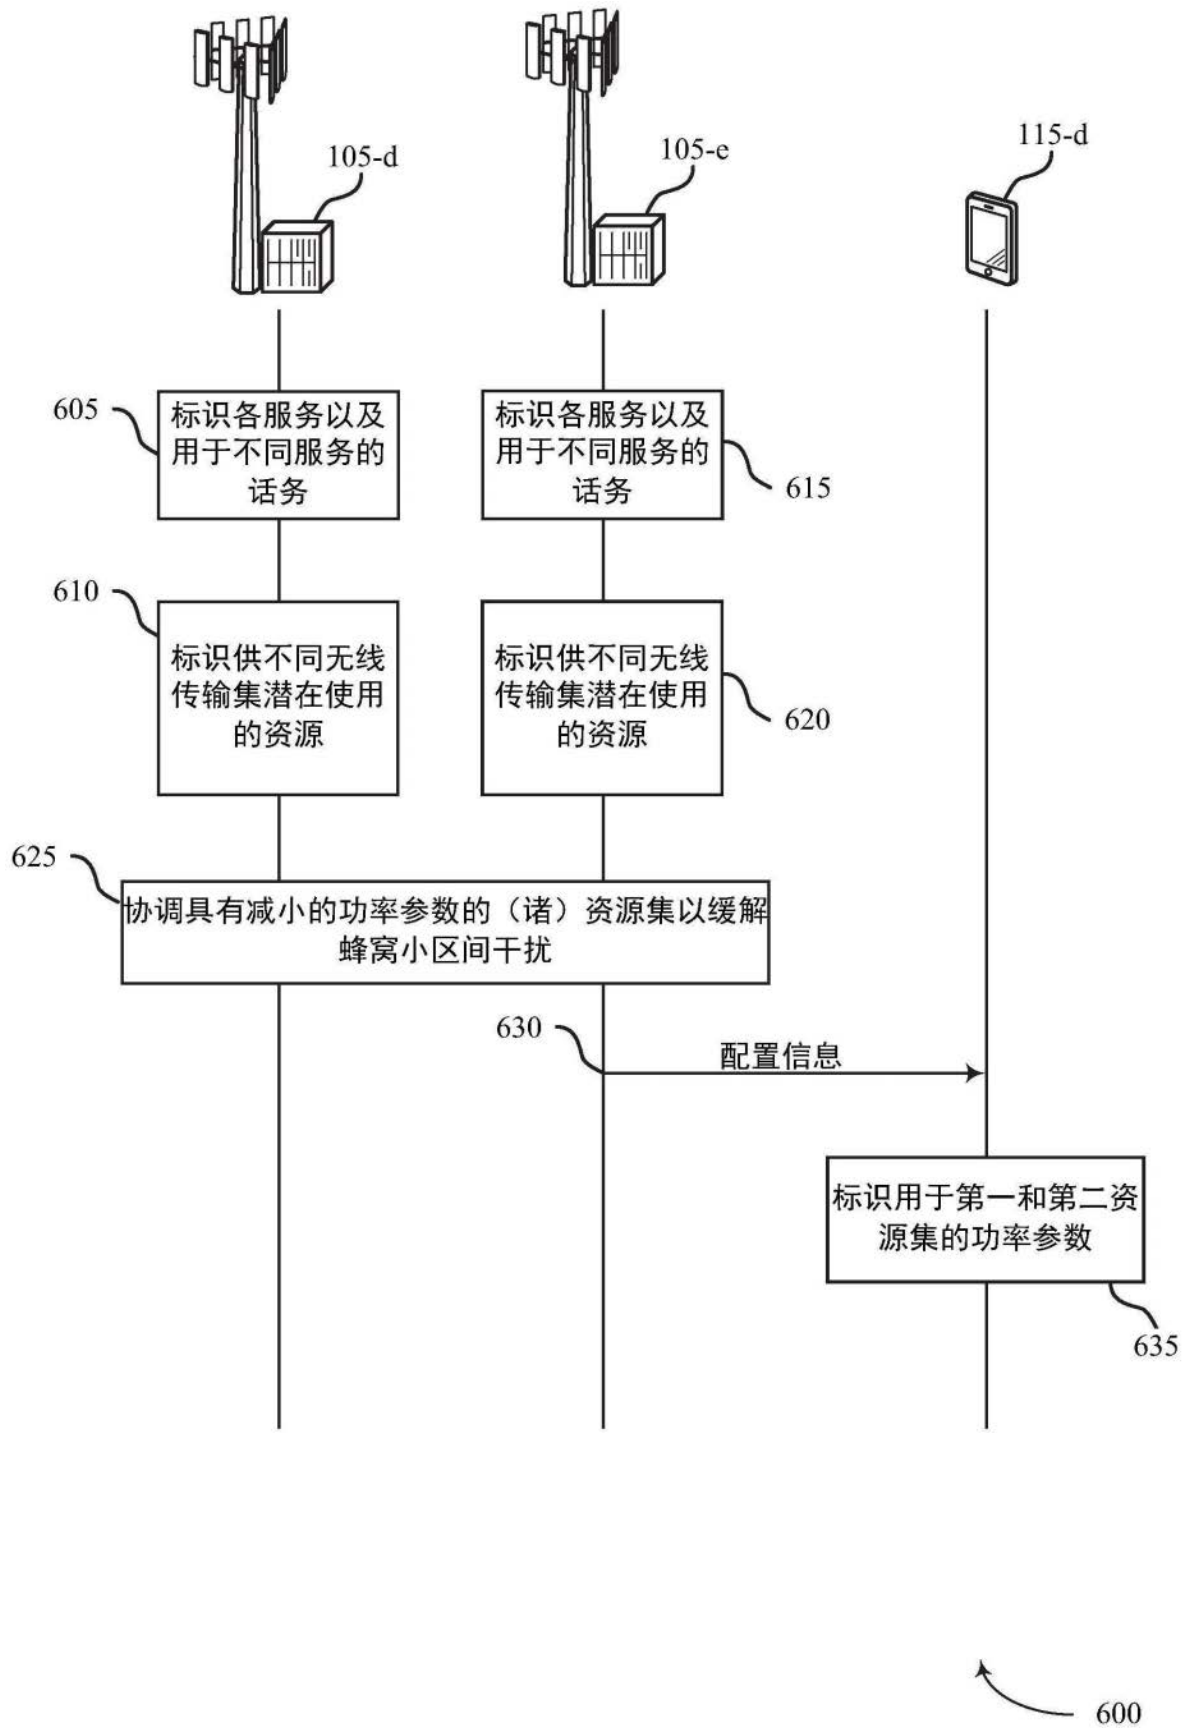 105-d
105-e
115-d
605
标识各服务以及
用于不同服务的
话务
标识各服务以及
用于不同服务的
话务
615
610
标识供不同无线
传输集潜在使用
的资源
标识供不同无线
传输集潜在使用
的资源
620
625
协调具有减小的功率参数的（诸）资源集以缓解
蜂窝小区间干扰
630
配置信息
标识用于第一和第二资
源集的功率参数
635
600